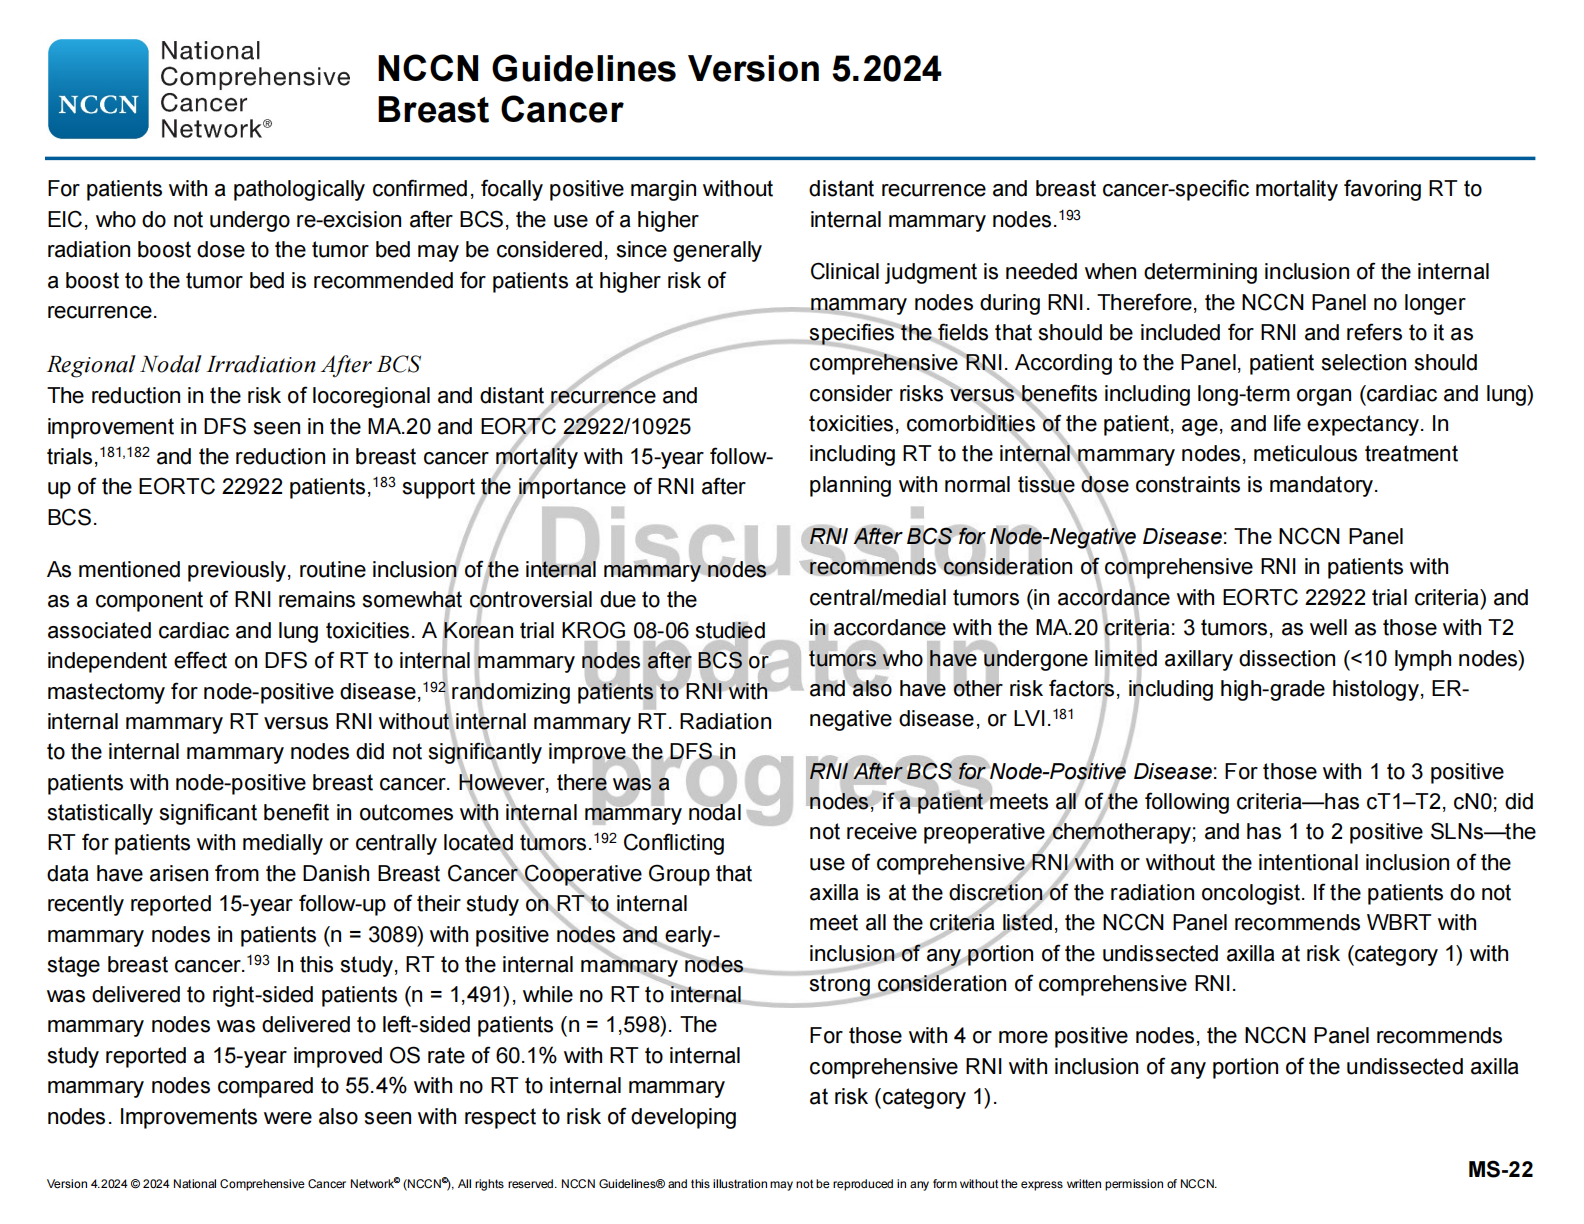 NCCN
National
Comprehensive
Cancer
Network®
NCCN Guidelines Version 5.2024
Breast Cancer
For patients with a pathologically confirmed, focally positive margin without
EIC, who do not undergo re-excision after BCS, the use of a higher
radiation boost dose to the tumor bed may be considered, since generally
a boost to the tumor bed is recommended for patients at higher risk of
recurrence.
Regional Nodal Irradiation After BCS
The reduction in the risk of locoregional and distant recurrence and
improvement in DFS seen in the MA.20 and EORTC 22922/10925
trials,181,182 and the reduction in breast cancer mortality with 15-year follow-
up of the EORTC 22922 patients,183 support the importance of RNI after
BCS.
As mentioned previously, routine inclusion of the internal mammary nodes
as a component of RNI remains somewhat controversial due to the
associated cardiac and lung toxicities. A Korean trial KROG 08-06 studied
independent effect on DFS of RT to internal mammary nodes after BCS or
mastectomy for node-positive disease,192 randomizing patients to RNI with
internal mammary RT versus RNI without internal mammary RT. Radiation
to the internal mammary nodes did not significantly improve the DFS in
patients with node-positive breast cancer. However, there was a
statistically significant benefit in outcomes with internal mammary nodal
RT for patients with medially or centrally located tumors.192 Conflicting
data have arisen from the Danish Breast Cancer Cooperative Group that
recently reported 15-year follow-up of their study on RT to internal
mammary nodes in patients (n = 3089) with positive nodes and early-
stage breast cancer.193 In this study, RT to the internal mammary nodes
was delivered to right-sided patients (n = 1,491), while no RT to internal
mammary nodes was delivered to left-sided patients (n = 1,598). The
study reported a 15-year improved OS rate of 60.1% with RT to internal
mammary nodes compared to 55.4% with no RT to internal mammary
nodes. Improvements were also seen with respect to risk of developing
distant recurrence and breast cancer-specific mortality favoring RT to
internal mammary nodes.193
Clinical judgment is needed when determining inclusion of the internal
mammary nodes during RNI. Therefore, the NCCN Panel no longer
specifies the fields that should be included for RNI and refers to it as
comprehensive RNI. According to the Panel, patient selection should
consider risks versus benefits including long-term organ (cardiac and lung)
toxicities, comorbidities of the patient, age, and life expectancy. In
including RT to the internal mammary nodes, meticulous treatment
planning with normal tissue dose constraints is mandatory.
RNI After BCS for Node-Negative Disease: The NCCN Panel
recommends consideration of comprehensive RNI in patients with
central/medial tumors (in accordance with EORTC 22922 trial criteria) and
in accordance with the MA.20 criteria: 3 tumors, as well as those with T2
tumors who have undergone limited axillary dissection (<10 lymph nodes)
and also have other risk factors, including high-grade histology, ER-
negative disease, or LVI.181
RNI After BCS for Node-Positive Disease: For those with 1 to 3 positive
nodes, if a patient meets all of the following criteria—has cT1–T2, cN0; did
not receive preoperative chemotherapy; and has 1 to 2 positive SLNs—the
use of comprehensive RNI with or without the intentional inclusion of the
axilla is at the discretion of the radiation oncologist. If the patients do not
meet all the criteria listed, the NCCN Panel recommends WBRT with
inclusion of any portion of the undissected axilla at risk (category 1) with
strong consideration of comprehensive RNI.
For those with 4 or more positive nodes, the NCCN Panel recommends
comprehensive RNI with inclusion of any portion of the undissected axilla
at risk (category 1).
Discussion
update in
progress
MS-22
Version 4.2024 © 2024 National Comprehensive Cancer Network© (NCCN©), All rights reserved. NCCN Guidelines® and this illustration may not be reproduced in any form without the express written permission of NCCN.